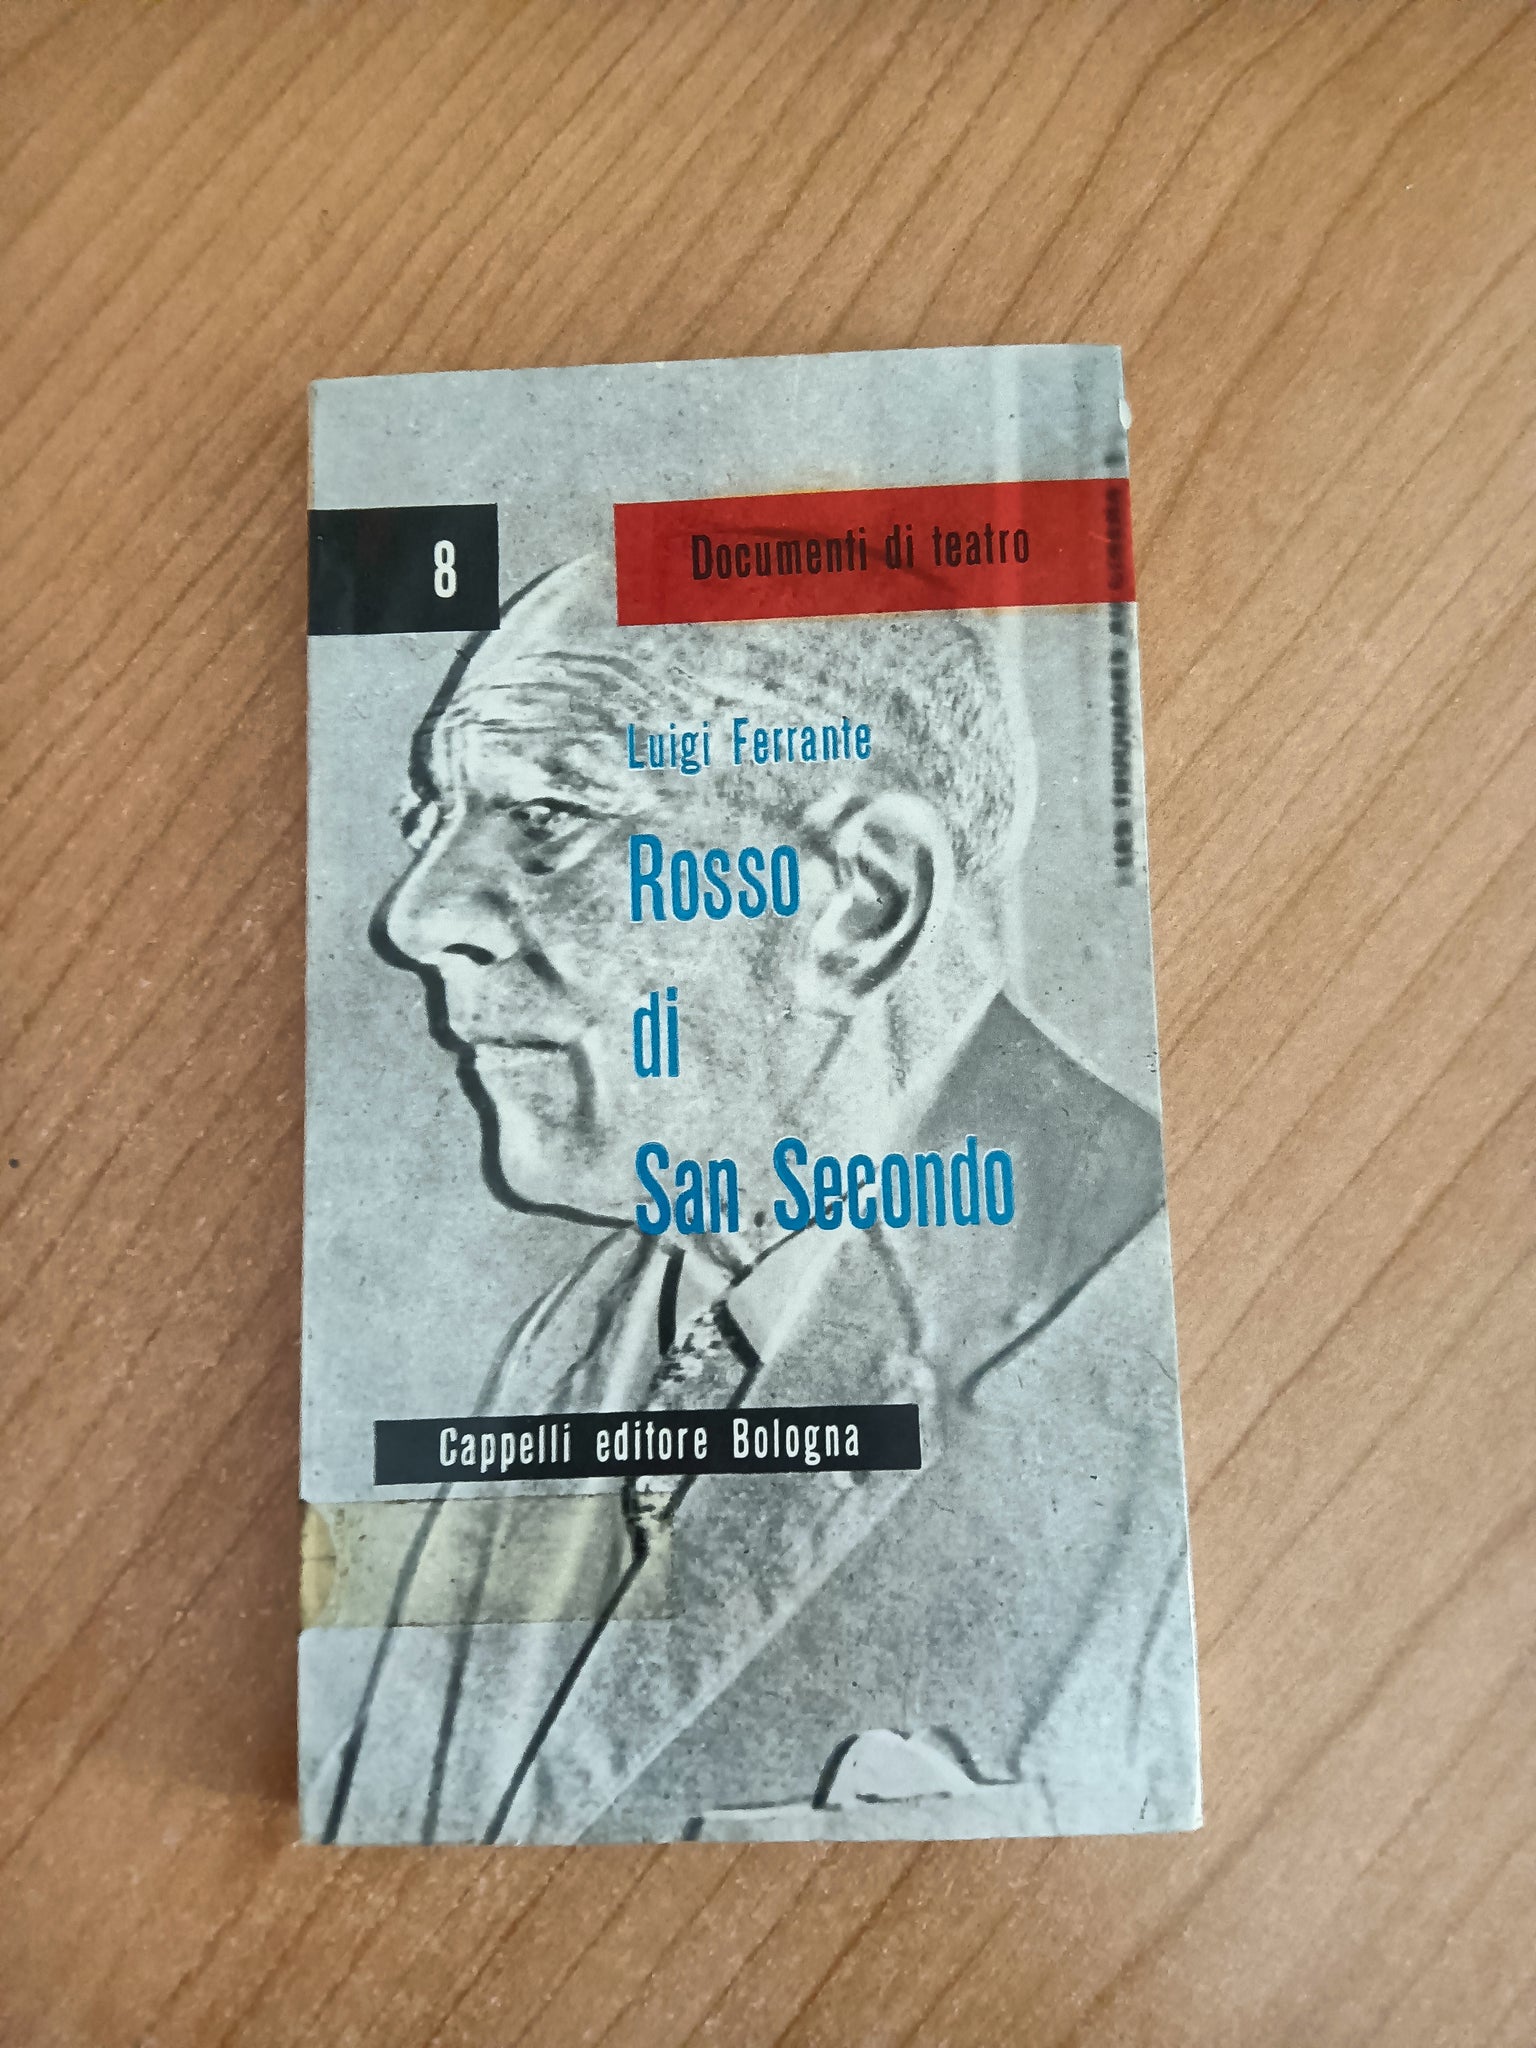 8
Documenti di teatro
Luigi Ferrante
Rosso
di
San Secondo
Cappelli editore Bologna